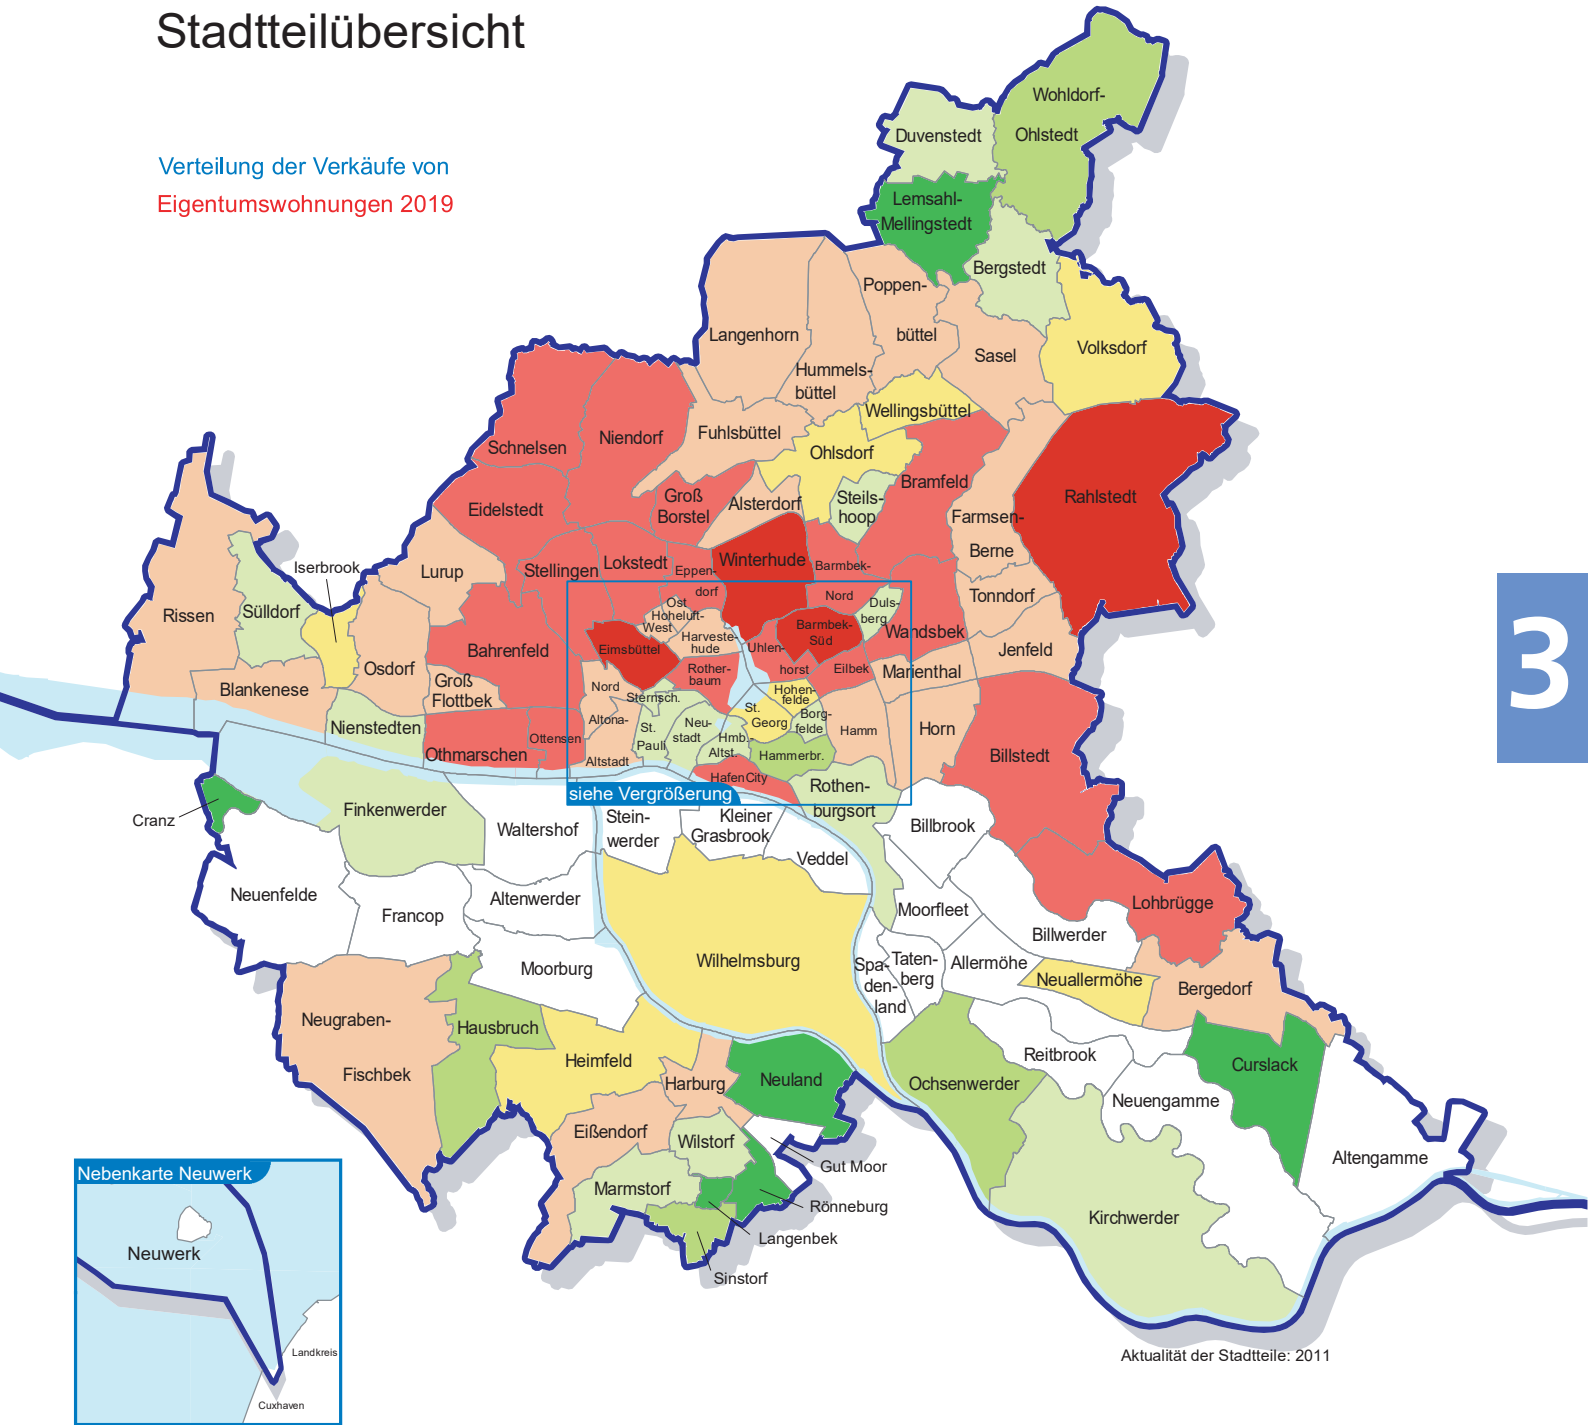 Stadtteilübersicht
Verteilung der Verkäufe von
Eigentumswohnungen 2019
Wohldorf-
Ohlstedt
Duvenstedt
Lemsahl-
Mellingstedt
Bergstedt
Poppen-
büttel
Langenhorn
Hummels-
büttel
Sasel
Volksdorf
Wellingsbüttel
Fuhlsbüttel
Ohlsdorf
Schnelsen
Niendorf
Bramfeld
Rahlstedt
Groß
Borstel
Alsterdorf
Steils-
hoop
Eidelstedt
Farmsen-
Berne
Lokstedt
Stellingen
Winterhude
Eppen-
dorf
Barmbek-
Nord
Iserbrook
Lurup
Rissen
Sülldorf
Tonndorf
Duls-
berg
Wandsbek
Ost
Hoheluft-
West
Harveste-
hude
Barmbek-
Süd
Eimsbüttel
Bahrenfeld
Osdorf
Uhlen-
horst
Jenfeld
Eilbek
Marienthal
Rother-
baum
Groß
Flottbek
Blankenese
Nord
Altona-
Altstadt
Sternsch.
Hohen-
felde
St.
Georg
Borg-
felde
Nienstedten
Othmarschen
Ottensen
St.
Pauli
Neu-
stadt
Hmb.-
Altst.
Hamm
Horn
Hammerbr.
Billstedt
HafenCity
Rothen-
burgsort
siehe Vergrößerung
Cranz
Finkenwerder
Waltershof
Stein-
werder
Kleiner
Grasbrook
Veddel
Billbrook
Neuenfelde
Francop
Altenwerder
Moorfleet
Lohbrügge
Billwerder
Moorburg
Wilhelmsburg
Spa-
den-
land
Taten-
berg
Allermöhe
Neuallermöhe
Bergedorf
Neugraben-
Fischbek
Hausbruch
Heimfeld
Reitbrook
Curslack
Harburg
Neuland
Ochsenwerder
Neuengamme
Eißendorf
Wilstorf
Gut Moor
Altengamme
Marmstorf
Rönneburg
Kirchwerder
Langenbek
Sinstorf
3
Nebenkarte Neuwerk
Neuwerk
Landkreis
Cuxhaven
Aktualität der Stadtteile: 2011